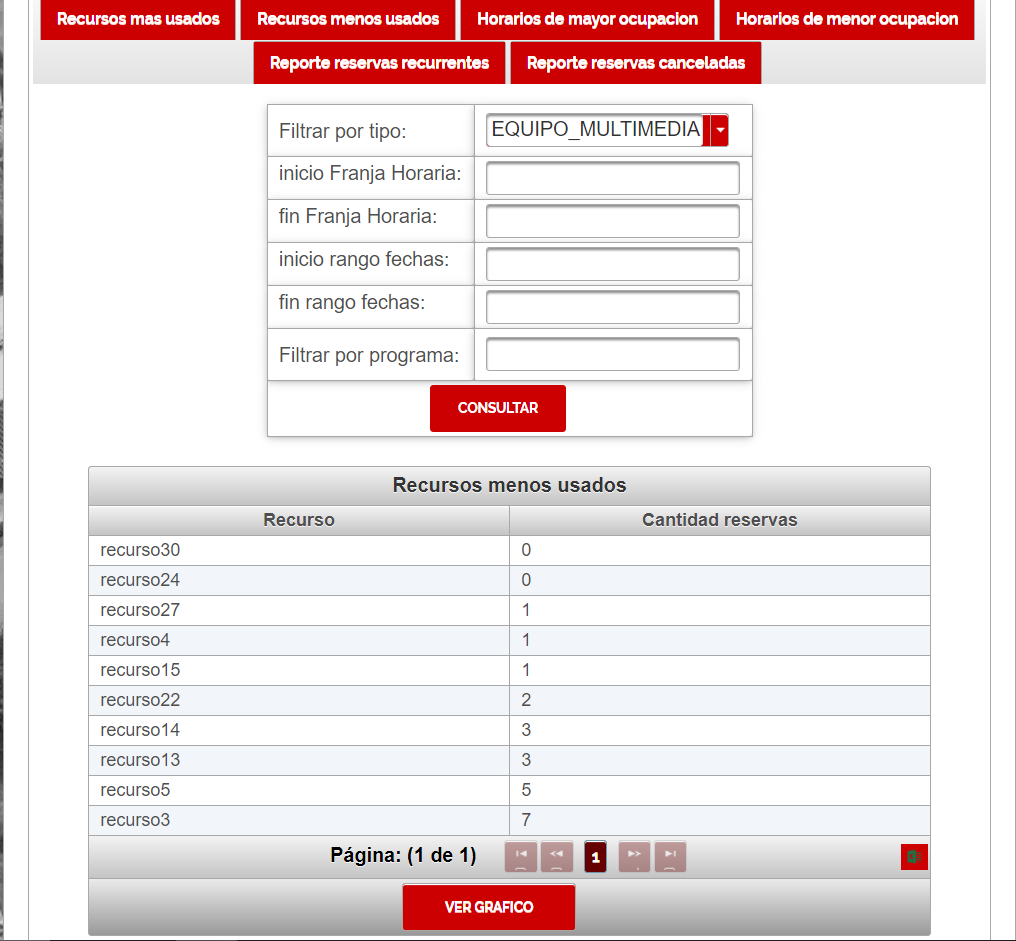 Recursos mas usados Recursos menos usados Horarios de mayor ocupacion Horarios de menor ocupacion
Reporte reservas recurrentes Reporte reservas canceladas
Filtrar por tipo: EQUIPO_MULTIMEDIA
inicio Franja Horaria:
fin Franja Horaria:
inicio rango fechas:
fin rango fechas:
Filtrar por programa:
CONSULTAR
Recursos menos usados
Recurso Cantidad reservas
recurso30 0
recurso24 0
recurso27 1
recurso4 1
recurso15 1
recurso22 2
recurso14 3
recurso13 3
recurso5 5
recurso3 7
Página: (1 de 1) 1
VER GRAFICO